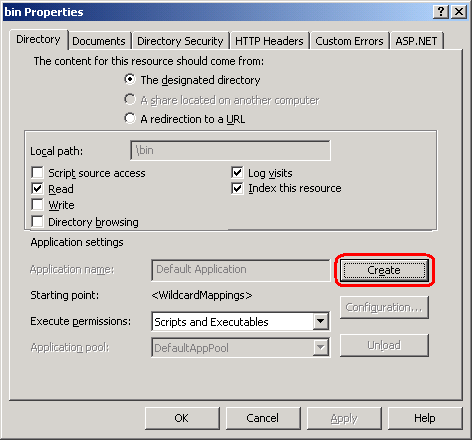 bin Properties
Directory Documents Directory Security HTTP Headers Custom Errors ASP.NET
The content for this resource should come from:
The designated directory
A share located on another computer
A redirection to a URL
Local path: \bin
Script source access Log visits
Read Index this resource
Write
Directory browsing
Application settings
Application name: Default Application Create
Starting point: <WildcardMappings>
Configuration...
Execute permissions: Scripts and Executables
Application pool: DefaultAppPool Unload
OK Cancel Apply Help